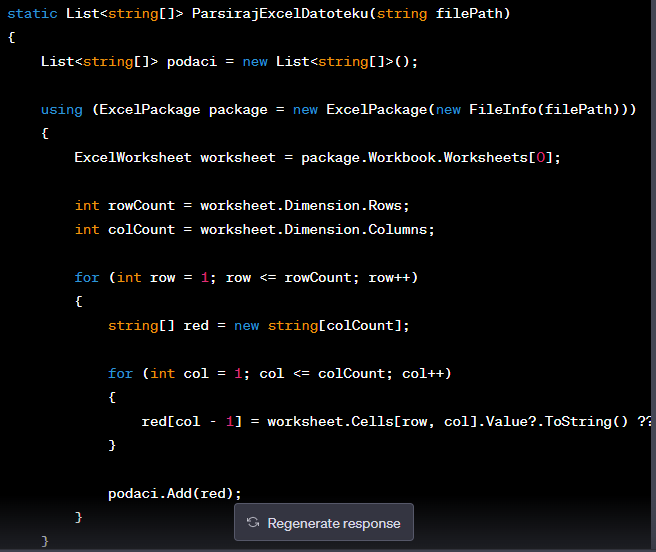 static List<string[]> ParsirajExcelDatoteku(string filePath)
{
    List<string[]> podaci = new List<string[]>();

    using (ExcelPackage package = new ExcelPackage(new FileInfo(filePath)))
    {
        ExcelWorksheet worksheet = package.Workbook.Worksheets[0];

        int rowCount = worksheet.Dimension.Rows;
        int colCount = worksheet.Dimension.Columns;

        for (int row = 1; row <= rowCount; row++)
        {
            string[] red = new string[colCount];

            for (int col = 1; col <= colCount; col++)
            {
                red[col - 1] = worksheet.Cells[row, col].Value?.ToString() ??
            }

            podaci.Add(red);
Regenerate response
        }
    }